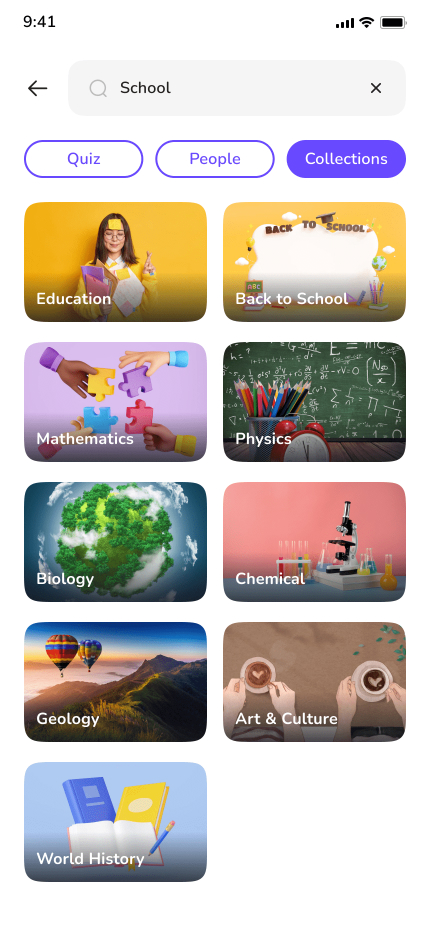 9:41
School
Quiz
People
Collections
BACK TO SCHOOL
ABC
Education
Back to School
Mathematics
Physics
Biology
Chemical
Geology
Art & Culture
World History